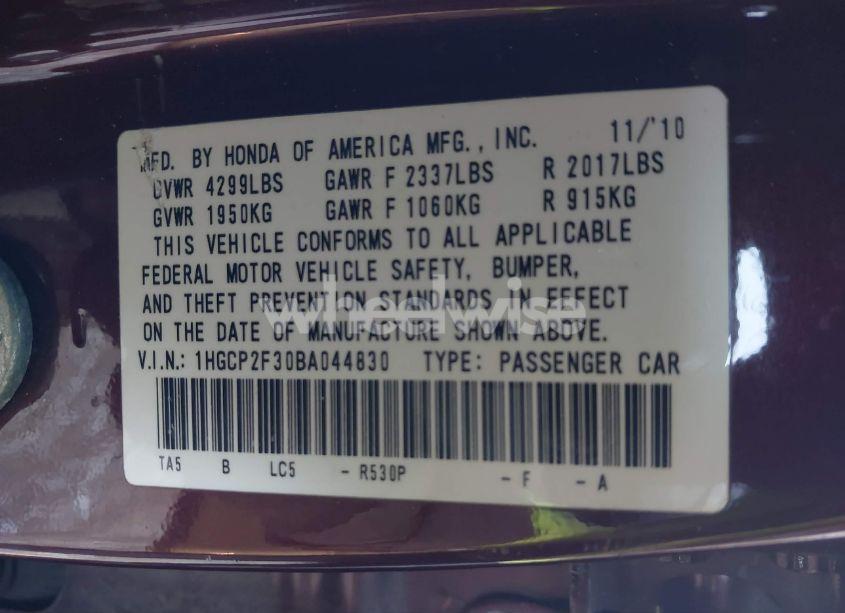 MFD. BY HONDA OF AMERICA MFG., INC. 11/'10
GVWR 4299LBS GAWR F 2337LBS R 2017LBS
GVWR 1950KG GAWR F 1060KG R 915KG
THIS VEHICLE CONFORMS TO ALL APPLICABLE
FEDERAL MOTOR VEHICLE SAFETY, BUMPER,
AND THEFT PREVENTION STANDARDS IN EFFECT
ON THE DATE OF MANUFACTURE SHOWN ABOVE.
V.I.N.: 1HGCP2F30BA044830 TYPE: PASSENGER CAR
TA5 B LC5 - R530P - F - A
wheelwise